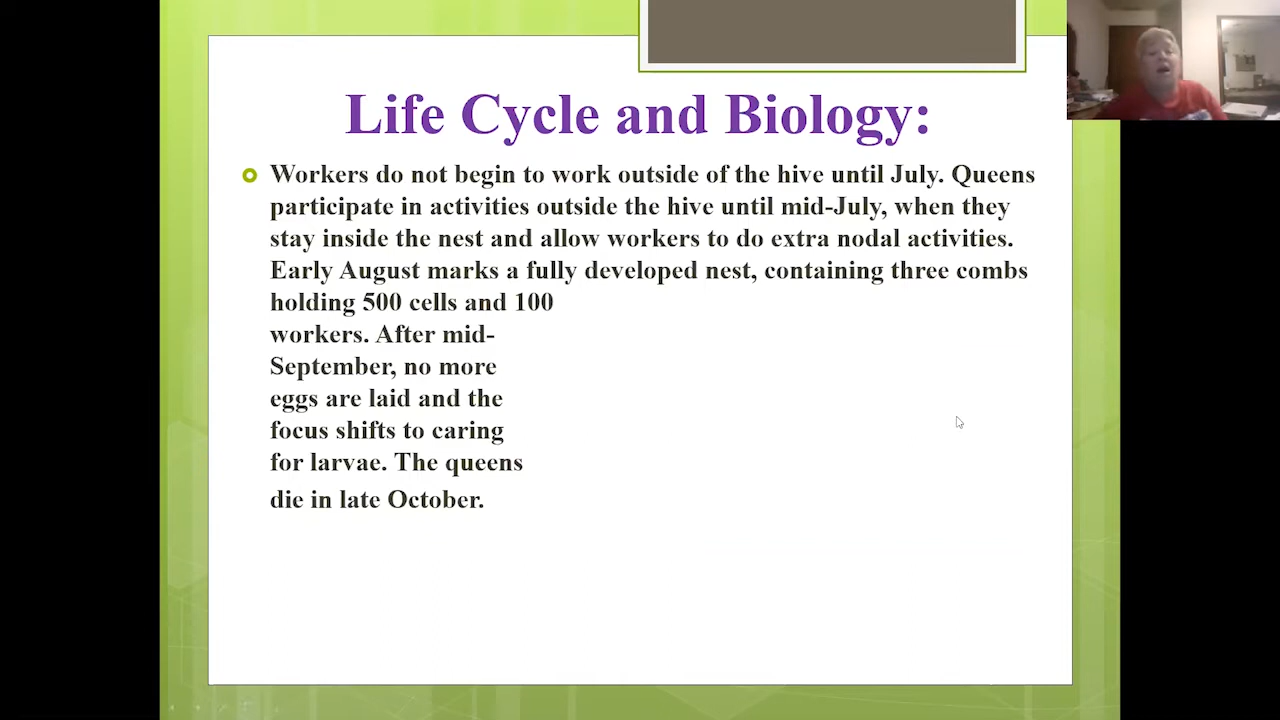 Life Cycle and Biology:
Workers do not begin to work outside of the hive until July. Queens
participate in activities outside the hive until mid-July, when they
stay inside the nest and allow workers to do extra nodal activities.
Early August marks a fully developed nest, containing three combs
holding 500 cells and 100
workers. After mid-
September, no more
eggs are laid and the
focus shifts to caring
for larvae. The queens
die in late October.